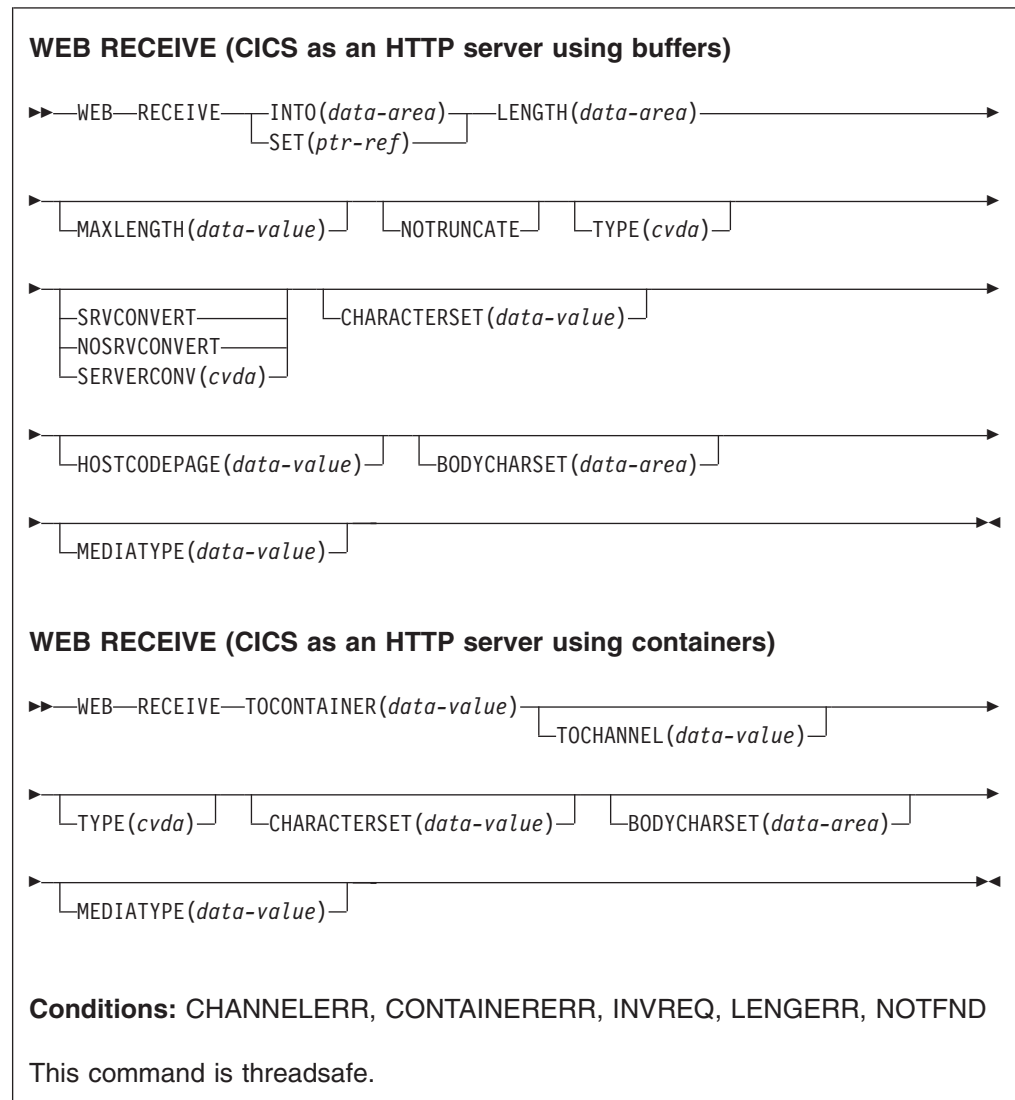 WEB RECEIVE (CICS as an HTTP server using buffers)
WEB RECEIVE INTO(data-area) LENGTH(data-area)
SET(ptr-ref)
MAXLENGTH(data-value) NOTRUNCATE TYPE(cvda)
SRVCONVERT CHARACTERSET(data-value)
NOSRVCONVERT
SERVERCONV(cvda)
HOSTCODEPAGE(data-value) BODYCHARSET(data-area)
MEDIATYPE(data-value)
WEB RECEIVE (CICS as an HTTP server using containers)
WEB RECEIVE TOCONTAINER(data-value)
TOCHANNEL(data-value)
TYPE(cvda) CHARACTERSET(data-value) BODYCHARSET(data-area)
MEDIATYPE(data-value)
Conditions: CHANNELERR, CONTAINERERR, INVREQ, LENGERR, NOTFND
This command is threadsafe.